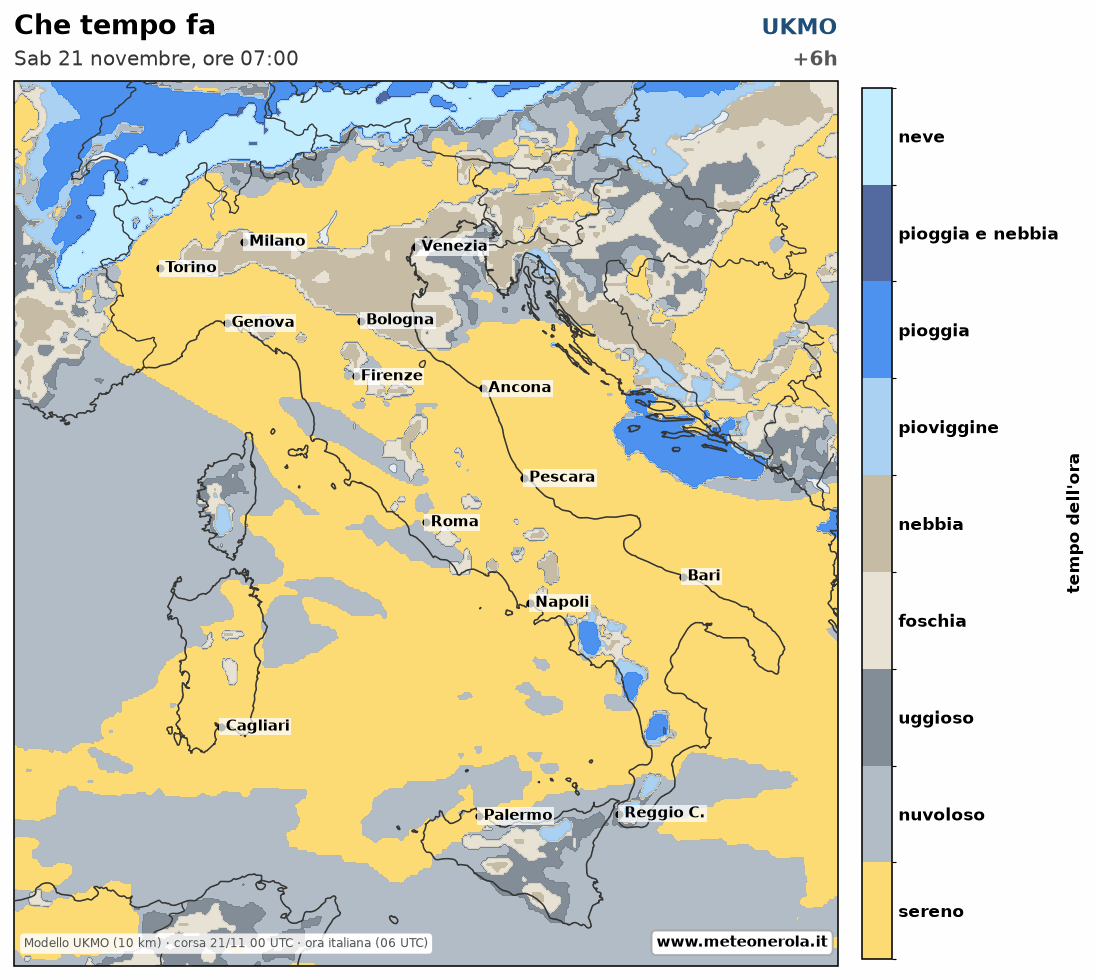 Che tempo fa
UKMO
Sab 21 novembre, ore 07:00
+6h
neve
pioggia e nebbia
pioggia
pioviggine
nebbia
foschia
uggioso
nuvoloso
sereno
tempo dell'ora
Milano
Venezia
Torino
Genova
Bologna
Firenze
Ancona
Pescara
Roma
Bari
Napoli
Cagliari
Palermo
Reggio C.
Modello UKMO (10 km) · corsa 21/11 00 UTC · ora italiana (06 UTC)
www.meteonerola.it